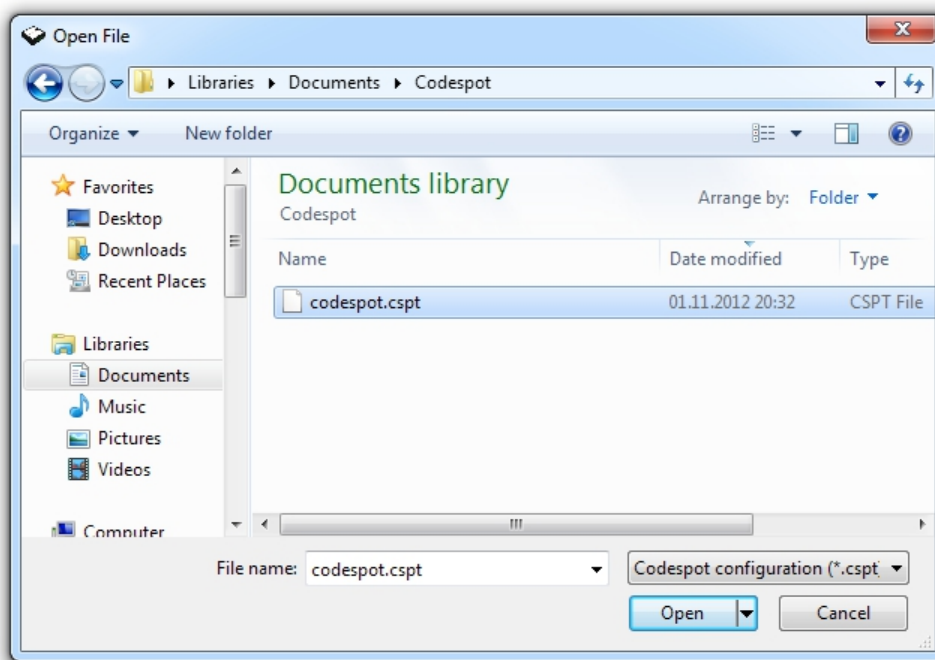 Open File
Libraries Documents Codespot
Organize New folder
Favorites
Desktop
Downloads
Recent Places
Libraries
Documents
Music
Pictures
Videos
Computer
Documents library
Codespot
Arrange by: Folder
Name Date modified Type
codespot.cspt 01.11.2012 20:32 CSPT File
File name: codespot.cspt Codespot configuration (*.cspt
Open Cancel